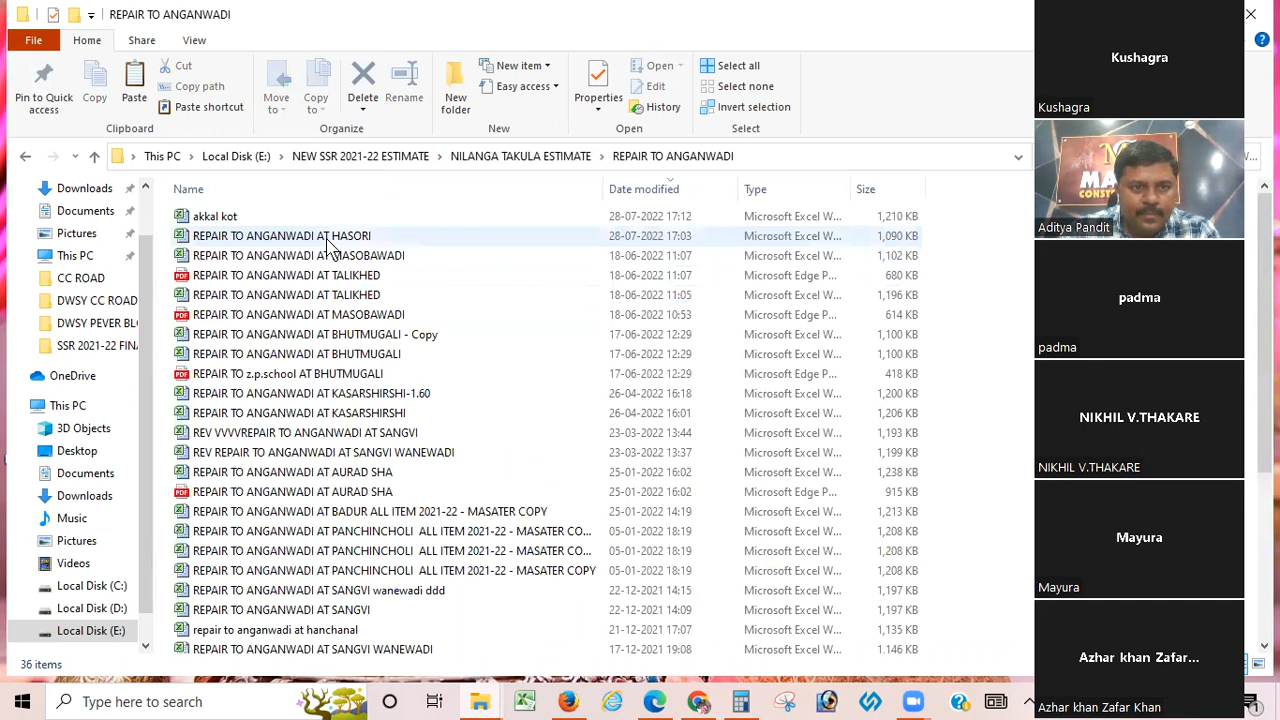 REPAIR TO ANGANWADI
File Home Share View
Pin to Quick access
Copy
Paste
Cut
Copy path
Paste shortcut
Clipboard
Move to
Copy to
Delete
Rename
Organize
New folder
New item
Easy access
New
Properties
Open
Edit
History
Open
Select all
Select none
Invert selection
Select
This PC > Local Disk (E:) > NEW SSR 2021-22 ESTIMATE > NILANGA TAKULA ESTIMATE > REPAIR TO ANGANWADI
W...
Downloads
Documents
Pictures
This PC
CC ROAD
DWSY CC ROAD
DWSY PEVER BL
SSR 2021-22 FIN
OneDrive
This PC
3D Objects
Desktop
Documents
Downloads
Music
Pictures
Videos
Local Disk (C:)
Local Disk (D:)
Local Disk (E:)
Name Date modified Type Size
akkal kot 28-07-2022 17:12 Microsoft Excel W... 1,210 KB
REPAIR TO ANGANWADI AT HASORI 28-07-2022 17:03 Microsoft Excel W... 1,090 KB
REPAIR TO ANGANWADI AT MASOBAWADI 18-06-2022 11:07 Microsoft Excel W... 1,102 KB
REPAIR TO ANGANWADI AT TALIKHED 18-06-2022 11:07 Microsoft Edge P... 680 KB
REPAIR TO ANGANWADI AT TALIKHED 18-06-2022 11:05 Microsoft Excel W... 1,196 KB
REPAIR TO ANGANWADI AT MASOBAWADI 18-06-2022 10:53 Microsoft Edge P... 614 KB
REPAIR TO ANGANWADI AT BHUTMUGALI - Copy 17-06-2022 12:29 Microsoft Excel W... 1,100 KB
REPAIR TO ANGANWADI AT BHUTMUGALI 17-06-2022 12:29 Microsoft Excel W... 1,100 KB
REPAIR TO z.p.school AT BHUTMUGALI 17-06-2022 12:29 Microsoft Edge P... 418 KB
REPAIR TO ANGANWADI AT KASARSHIRSHI-1.60 26-04-2022 16:18 Microsoft Excel W... 1,200 KB
REPAIR TO ANGANWADI AT KASARSHIRSHI 26-04-2022 16:01 Microsoft Excel W... 1,206 KB
REV VVVVREPAIR TO ANGANWADI AT SANGVI 23-03-2022 13:44 Microsoft Excel W... 1,193 KB
REV REPAIR TO ANGANWADI AT SANGVI WANEWADI 23-03-2022 13:37 Microsoft Excel W... 1,199 KB
REPAIR TO ANGANWADI AT AURAD SHA 25-01-2022 16:02 Microsoft Excel W... 1,238 KB
REPAIR TO ANGANWADI AT AURAD SHA 25-01-2022 16:02 Microsoft Edge P... 915 KB
REPAIR TO ANGANWADI AT BADUR ALL ITEM 2021-22 - MASATER COPY 25-01-2022 14:19 Microsoft Excel W... 1,213 KB
REPAIR TO ANGANWADI AT PANCHINCHOLI ALL ITEM 2021-22 - MASATER CO... 05-01-2022 18:19 Microsoft Excel W... 1,208 KB
REPAIR TO ANGANWADI AT PANCHINCHOLI ALL ITEM 2021-22 - MASATER CO... 05-01-2022 18:19 Microsoft Excel W... 1,208 KB
REPAIR TO ANGANWADI AT PANCHINCHOLI ALL ITEM 2021-22 - MASATER COPY 05-01-2022 18:19 Microsoft Excel W... 1,208 KB
REPAIR TO ANGANWADI AT SANGVI wanewadi ddd 22-12-2021 14:15 Microsoft Excel W... 1,197 KB
REPAIR TO ANGANWADI AT SANGVI 22-12-2021 14:09 Microsoft Excel W... 1,197 KB
repair to anganwadi at hanchanal 21-12-2021 17:07 Microsoft Excel W... 1,135 KB
REPAIR TO ANGANWADI AT SANGVI WANEWADI 17-12-2021 19:08 Microsoft Excel W... 1,146 KB
36 items
Type here to search
Kushagra
Kushagra
Aditya Pandit
padma
padma
NIKHIL V.THAKARE
NIKHIL V.THAKARE
Mayura
Mayura
Azhar khan Zafar...
Azhar khan Zafar Khan